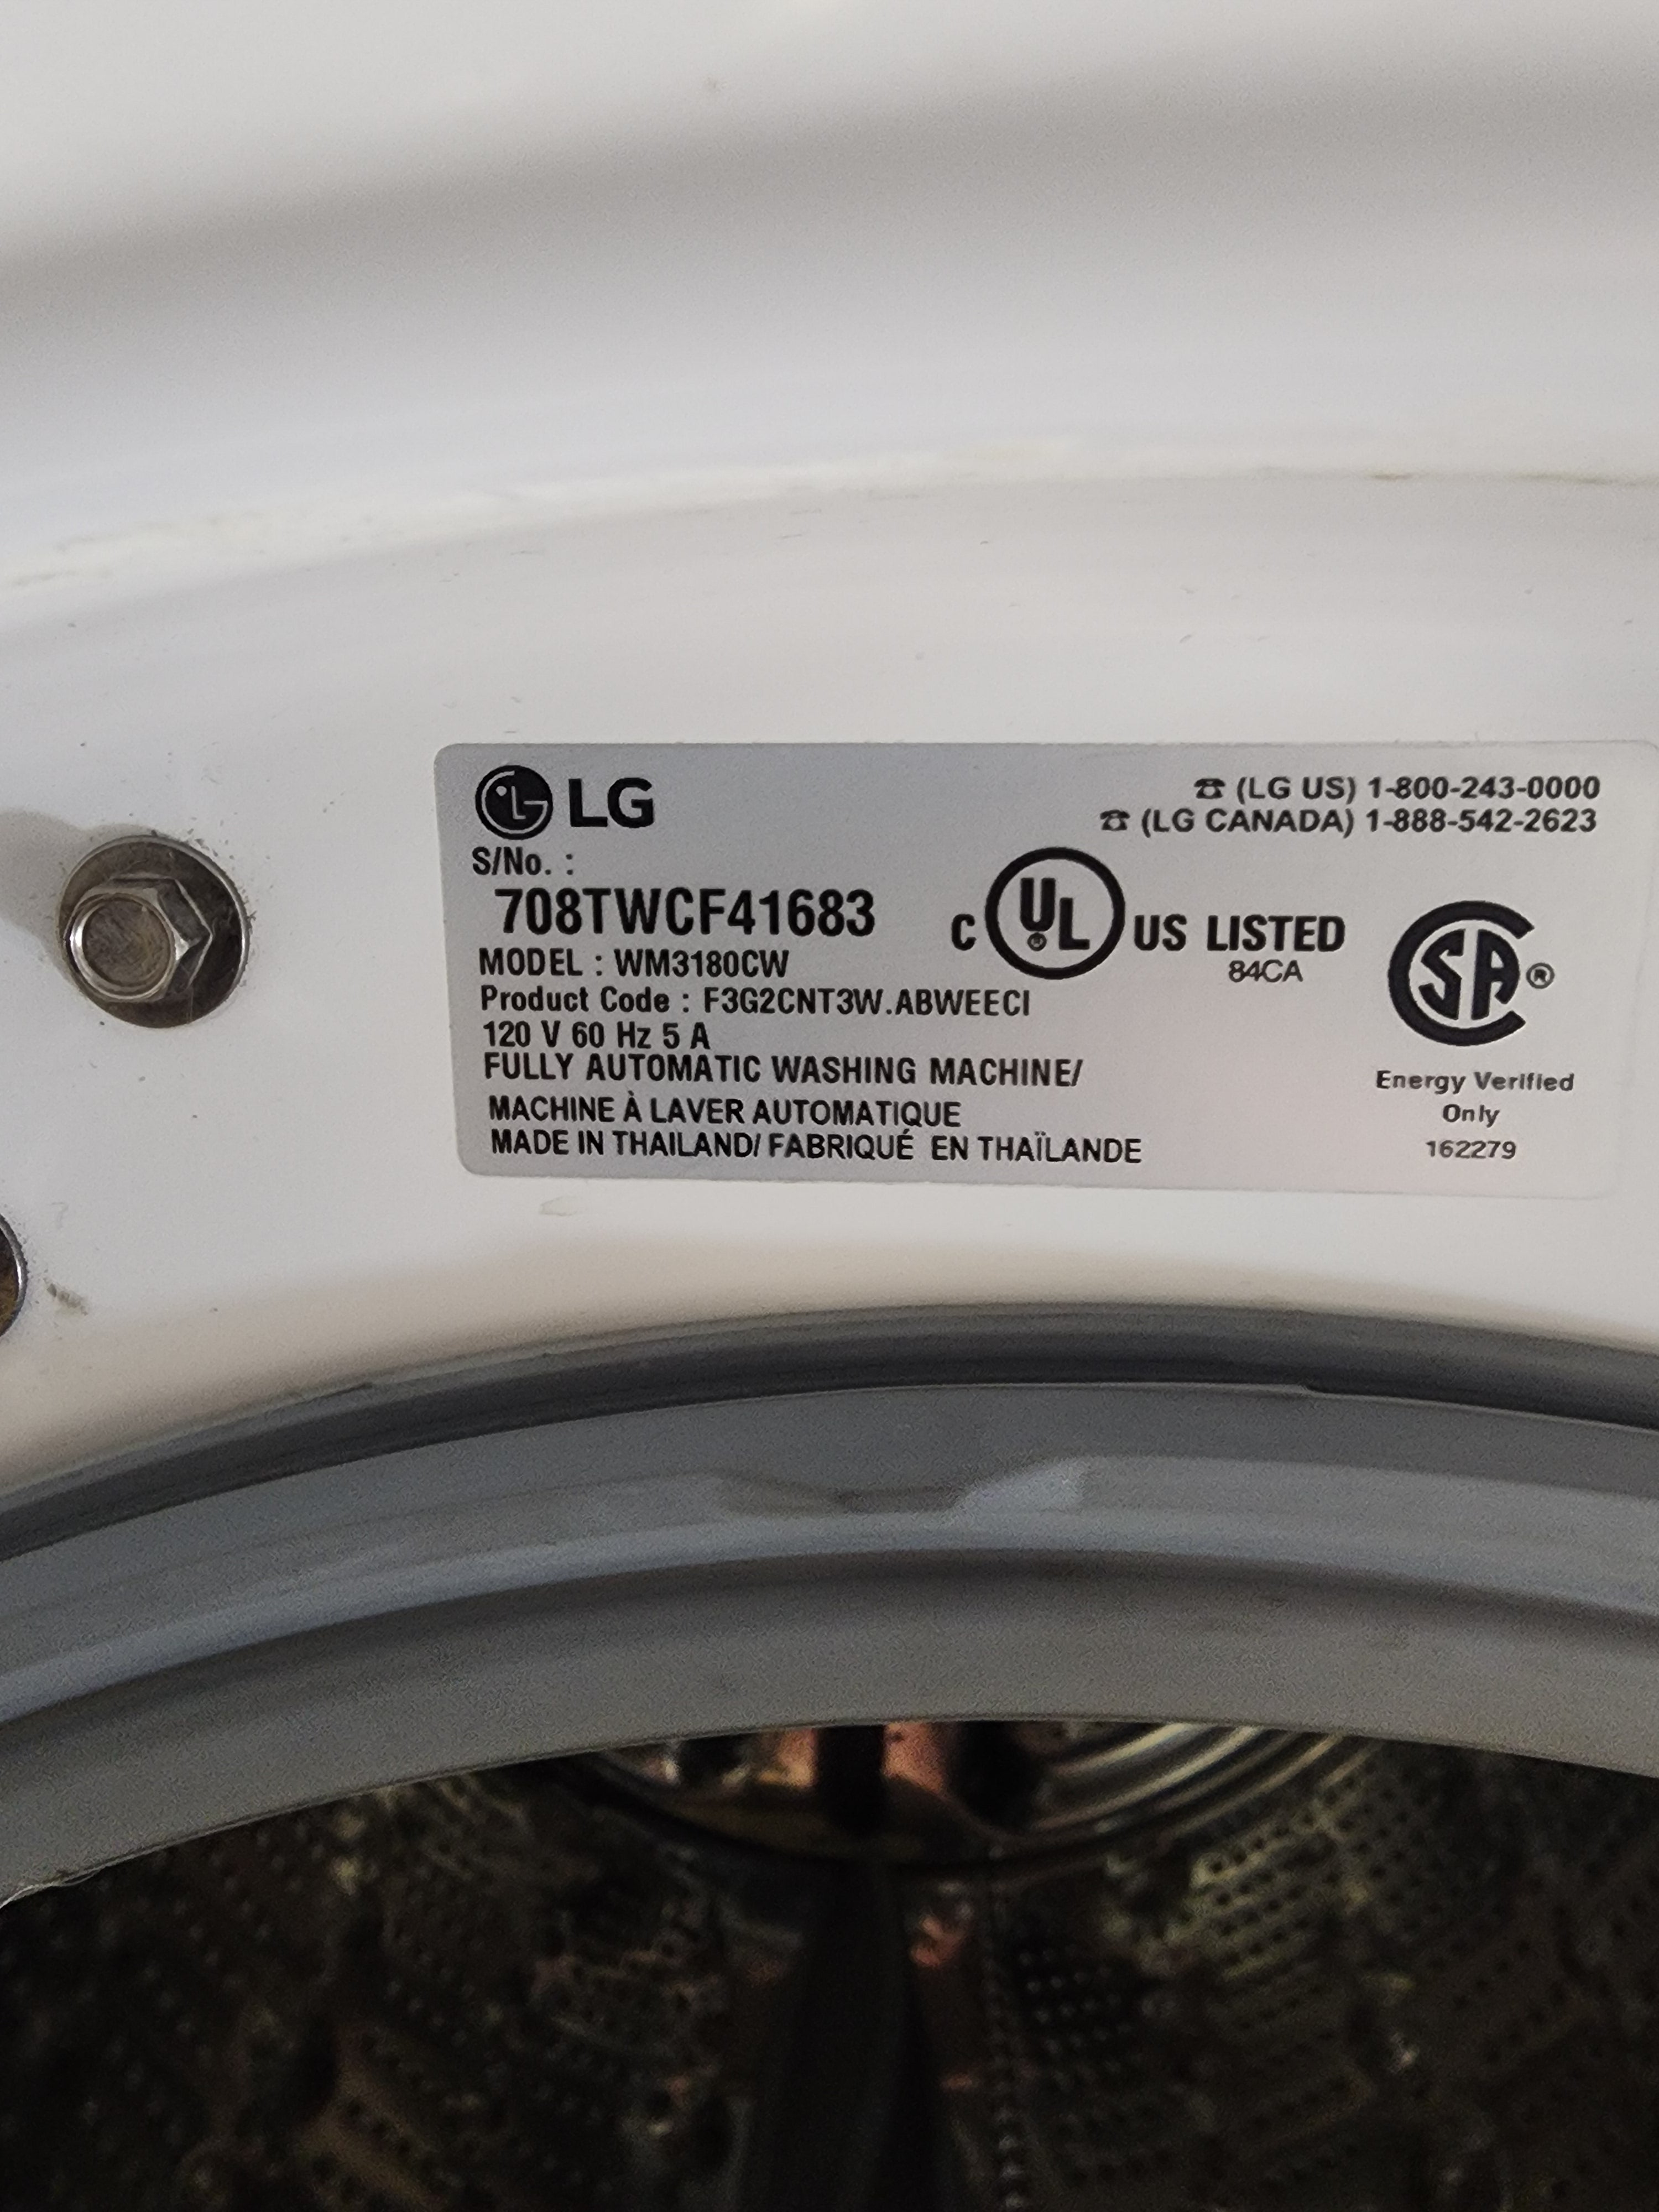 LG
☎ (LG US) 1-800-243-0000
☎ (LG CANADA) 1-888-542-2623
S/No. :
708TWCF41683
MODEL : WM3180CW
Product Code : F3G2CNT3W.ABWEECI
120 V 60 Hz 5 A
FULLY AUTOMATIC WASHING MACHINE/
MACHINE À LAVER AUTOMATIQUE
MADE IN THAILAND/ FABRIQUÉ EN THAÏLANDE
C UL® US LISTED
84CA
SA®
Energy Verified
Only
162279